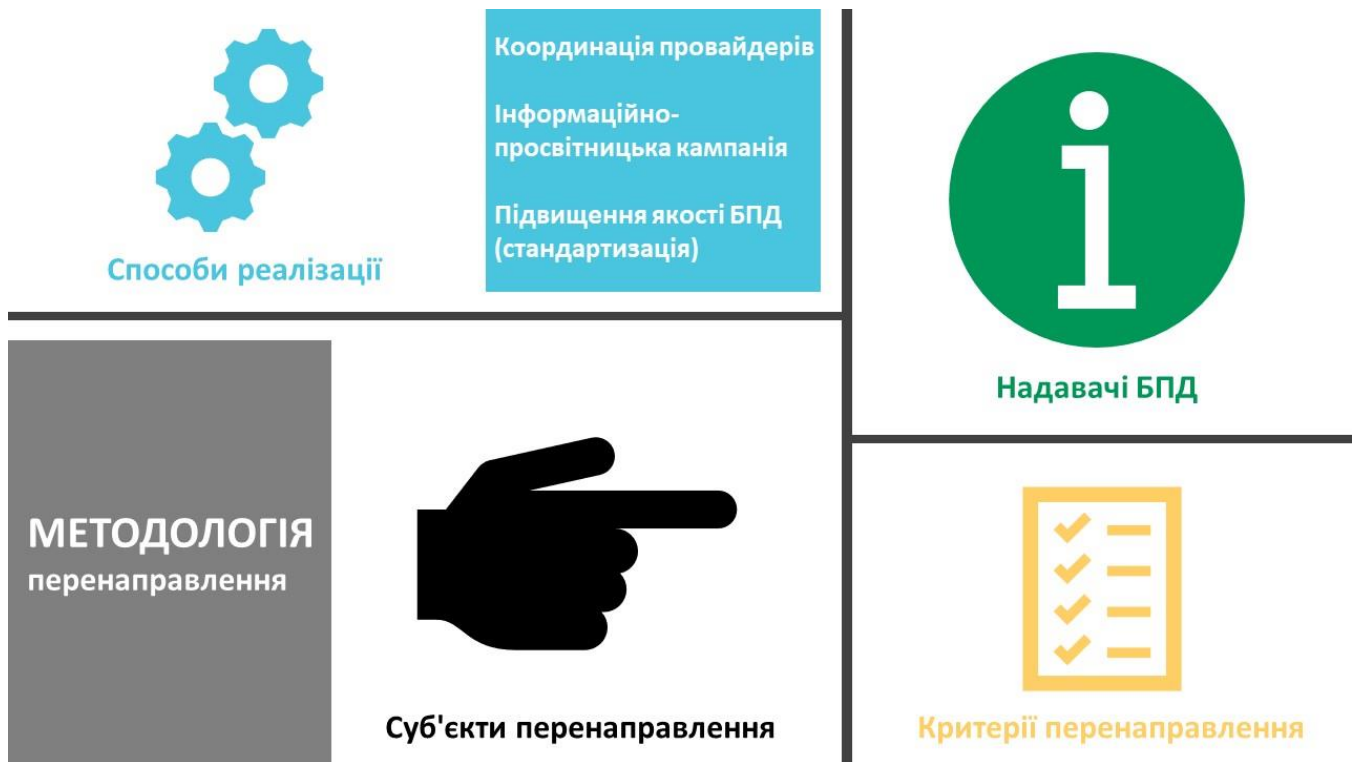 Способи реалізації
Координація провайдерів
Інформаційно-
просвітницька кампанія
Підвищення якості БПД
(стандартизація)
Надавачі БПД
МЕТОДОЛОГІЯ
перенаправлення
Суб'єкти перенаправлення
Критерії перенаправлення